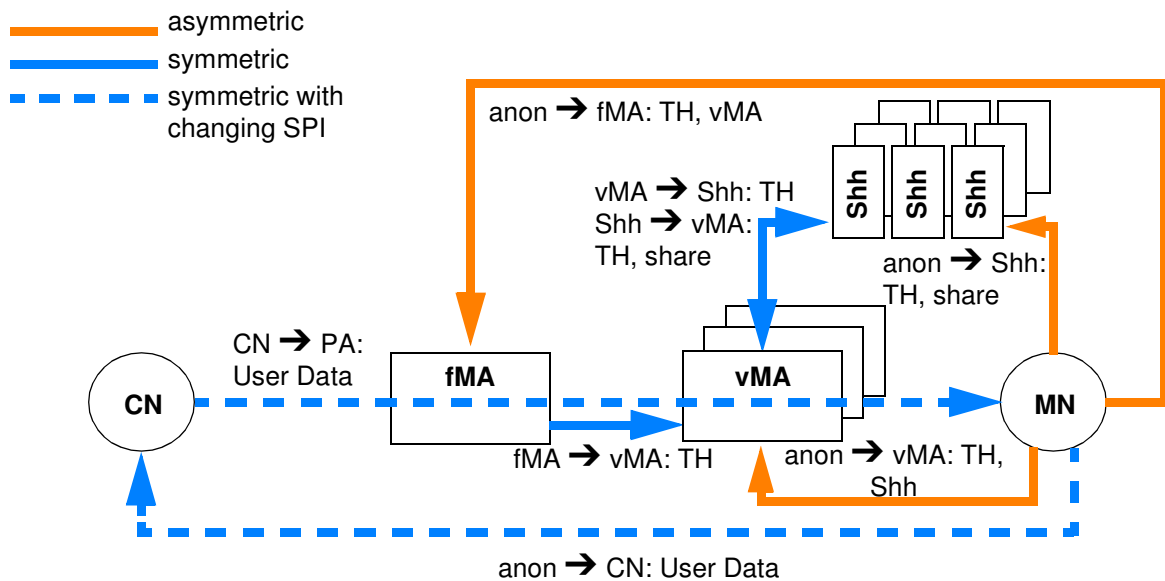 asymmetric
symmetric
symmetric with
changing SPI
anon ➔ fMA: TH, vMA
vMA ➔ Shh: TH
Shh ➔ vMA:
TH, share
Shh
Shh
Shh
anon ➔ Shh:
TH, share
CN ➔ PA:
User Data
CN
fMA
vMA
MN
fMA ➔ vMA: TH
anon ➔ vMA: TH,
Shh
anon ➔ CN: User Data